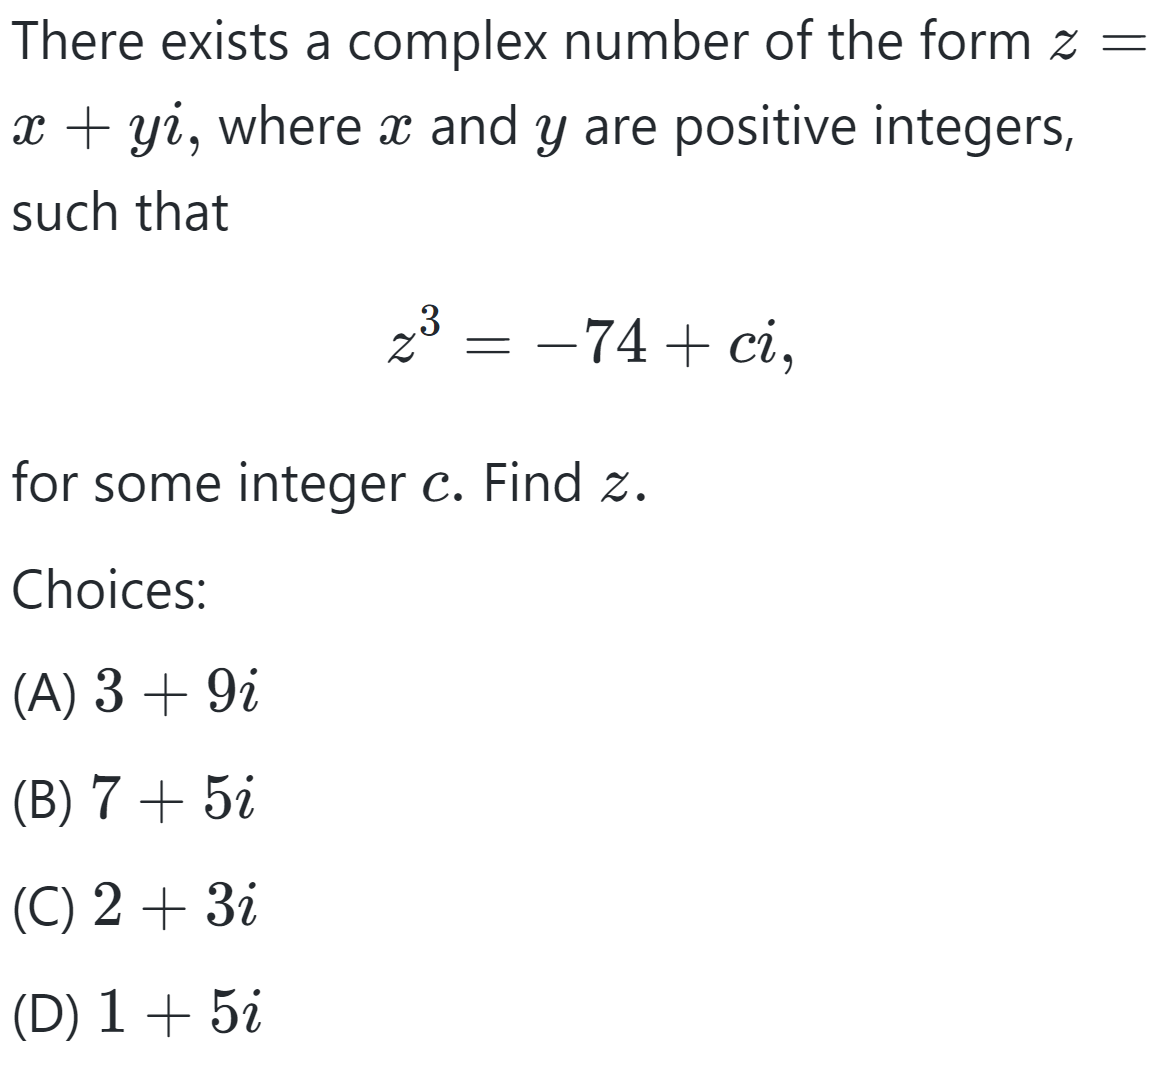 There exists a complex number of the form z =
x + yi, where x and y are positive integers,
such that
z³ = −74 + ci,
for some integer c. Find z.
Choices:
(A) 3 + 9i
(B) 7 + 5i
(C) 2 + 3i
(D) 1 + 5i